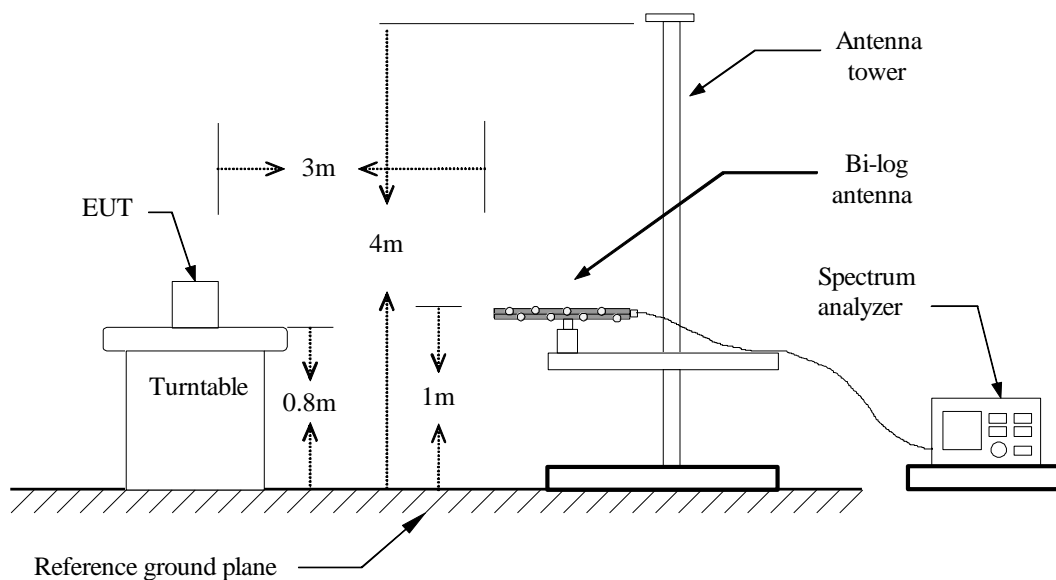 Antenna
tower
3m
Bi-log
antenna
EUT
4m
Spectrum
analyzer
Turntable
0.8m
1m
Reference ground plane